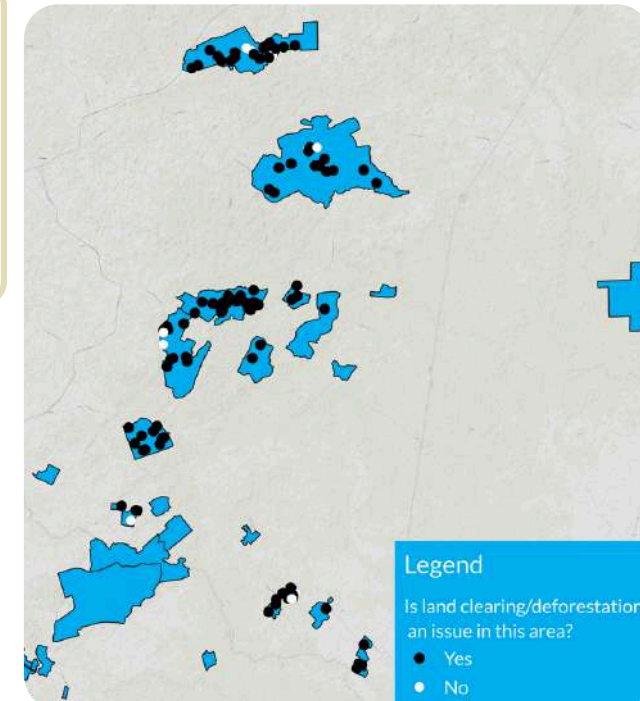 Legend
Is land clearing/deforestation
an issue in this area?
Yes
No